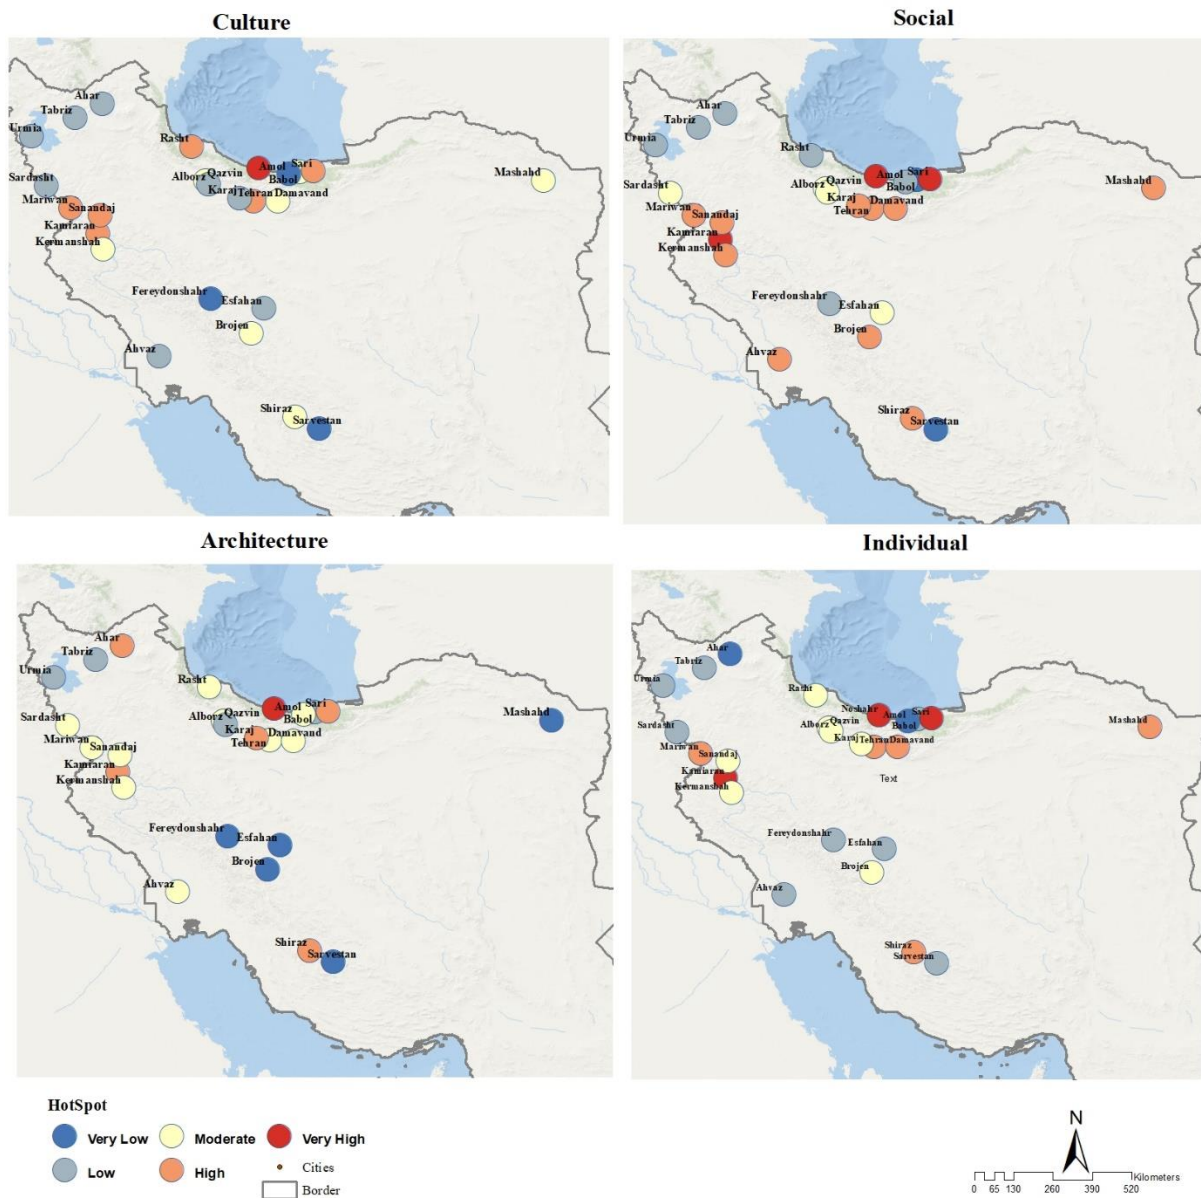 Culture
Ahar
Tabriz
Urmia
Rasht
Sardasht
Alborz
Qazvin
Amol
Sari
Babol
Karaj
Tehran
Damavand
Mashahd
Mariwan
Sanandaj
Kamiaran
Kermanshah
Fereydonshahr
Esfahan
Brojen
Ahvaz
Shiraz
Sarvestan
Social
Ahar
Tabriz
Urmia
Rasht
Sardasht
Alborz
Qazvin
Amol
Sari
Babol
Karaj
Tehran
Damavand
Mashahd
Mariwan
Sanandaj
Kamiaran
Kermanshah
Fereydonshahr
Esfahan
Brojen
Ahvaz
Shiraz
Sarvestan
Architecture
Ahar
Tabriz
Urmia
Rasht
Sardasht
Alborz
Qazvin
Amol
Sari
Babol
Karaj
Tehran
Damavand
Mashahd
Mariwan
Sanandaj
Kamiaran
Kermanshah
Fereydonshahr
Esfahan
Brojen
Ahvaz
Shiraz
Sarvestan
Individual
Ahar
Tabriz
Urmia
Rasht
Noshahr
Sardasht
Alborz
Qazvin
Amol
Sari
Babol
Karaj
Tehran
Damavand
Mashahd
Mariwan
Sanandaj
Kamiaran
Kermanshah
Text
Fereydonshahr
Esfahan
Brojen
Ahvaz
Shiraz
Sarvestan
HotSpot
Very Low
Moderate
Very High
Low
High
Cities
Border
N
Kilometers
0 65 130 260 390 520